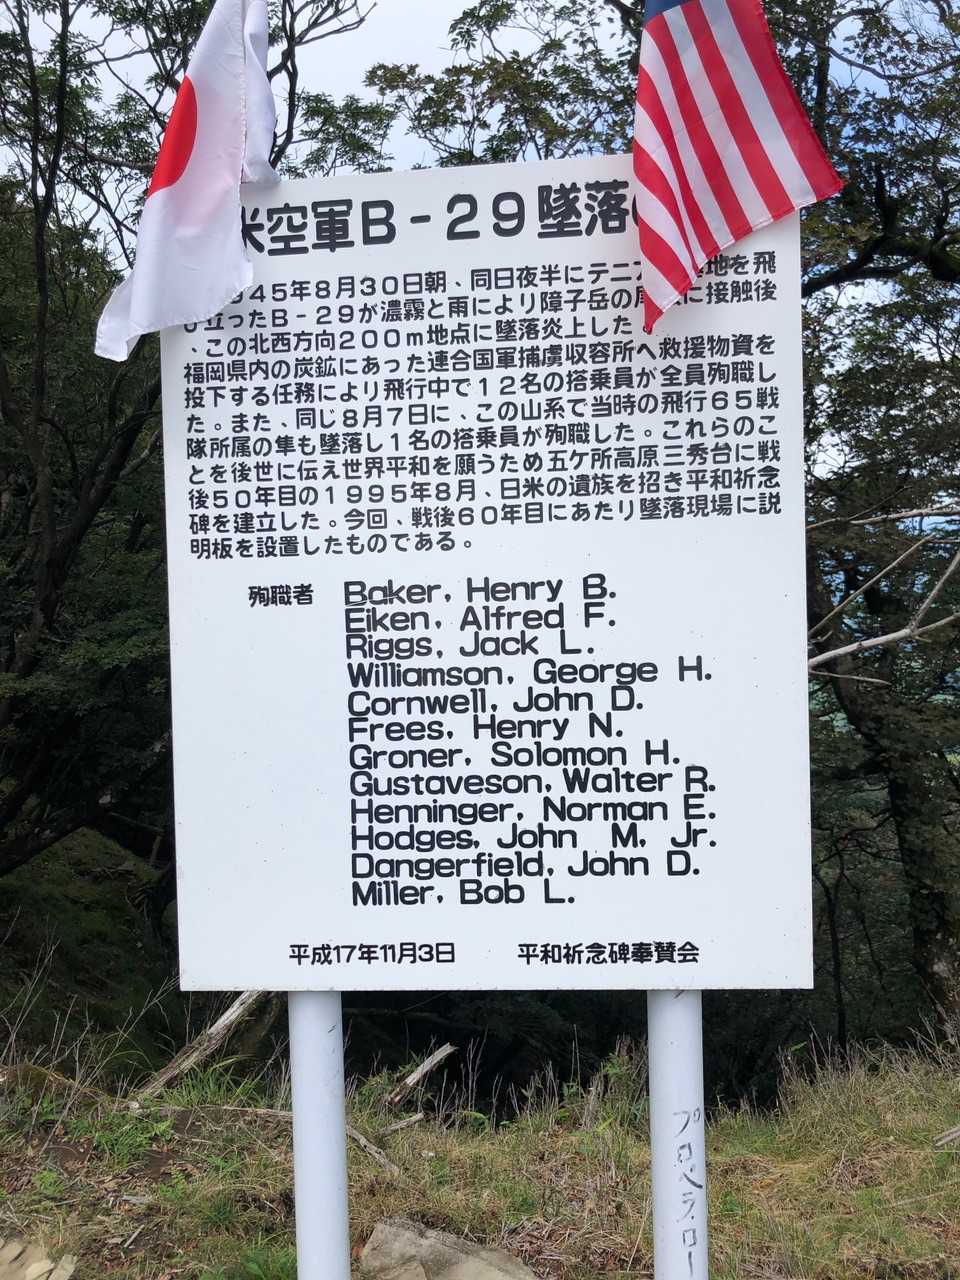 米空軍B-29墜落
945年8月30日朝、同日夜半にテニ 地を飛
立ったB-29が濃霧と雨により障子岳の に接触後
、この北西方向200m地点に墜落炎上した。
福岡県内の炭鉱にあった連合国軍捕虜収容所へ救援物資を
投下する任務により飛行中で12名の搭乗員が全員殉職し
た。また、同じ8月7日に、この山系で当時の飛行65戦
隊所属の隼も墜落し1名の搭乗員が殉職した。これらのこ
とを後世に伝え世界平和を願うため五ケ所高原三秀台に戦
後50年目の1995年8月、日米の遺族を招き平和祈念
碑を建立した。今回、戦後60年目にあたり墜落現場に説
明板を設置したものである。
殉職者 Baker, Henry B.
Eiken, Alfred F.
Riggs, Jack L.
Williamson, George H.
Cornwell, John D.
Frees, Henry N.
Groner, Solomon H.
Gustaveson, Walter R.
Henninger, Norman E.
Hodges, John M, Jr.
Dangerfield, John D.
Miller, Bob L.
平成17年11月3日 平和祈念碑奉賛会
プロペラ